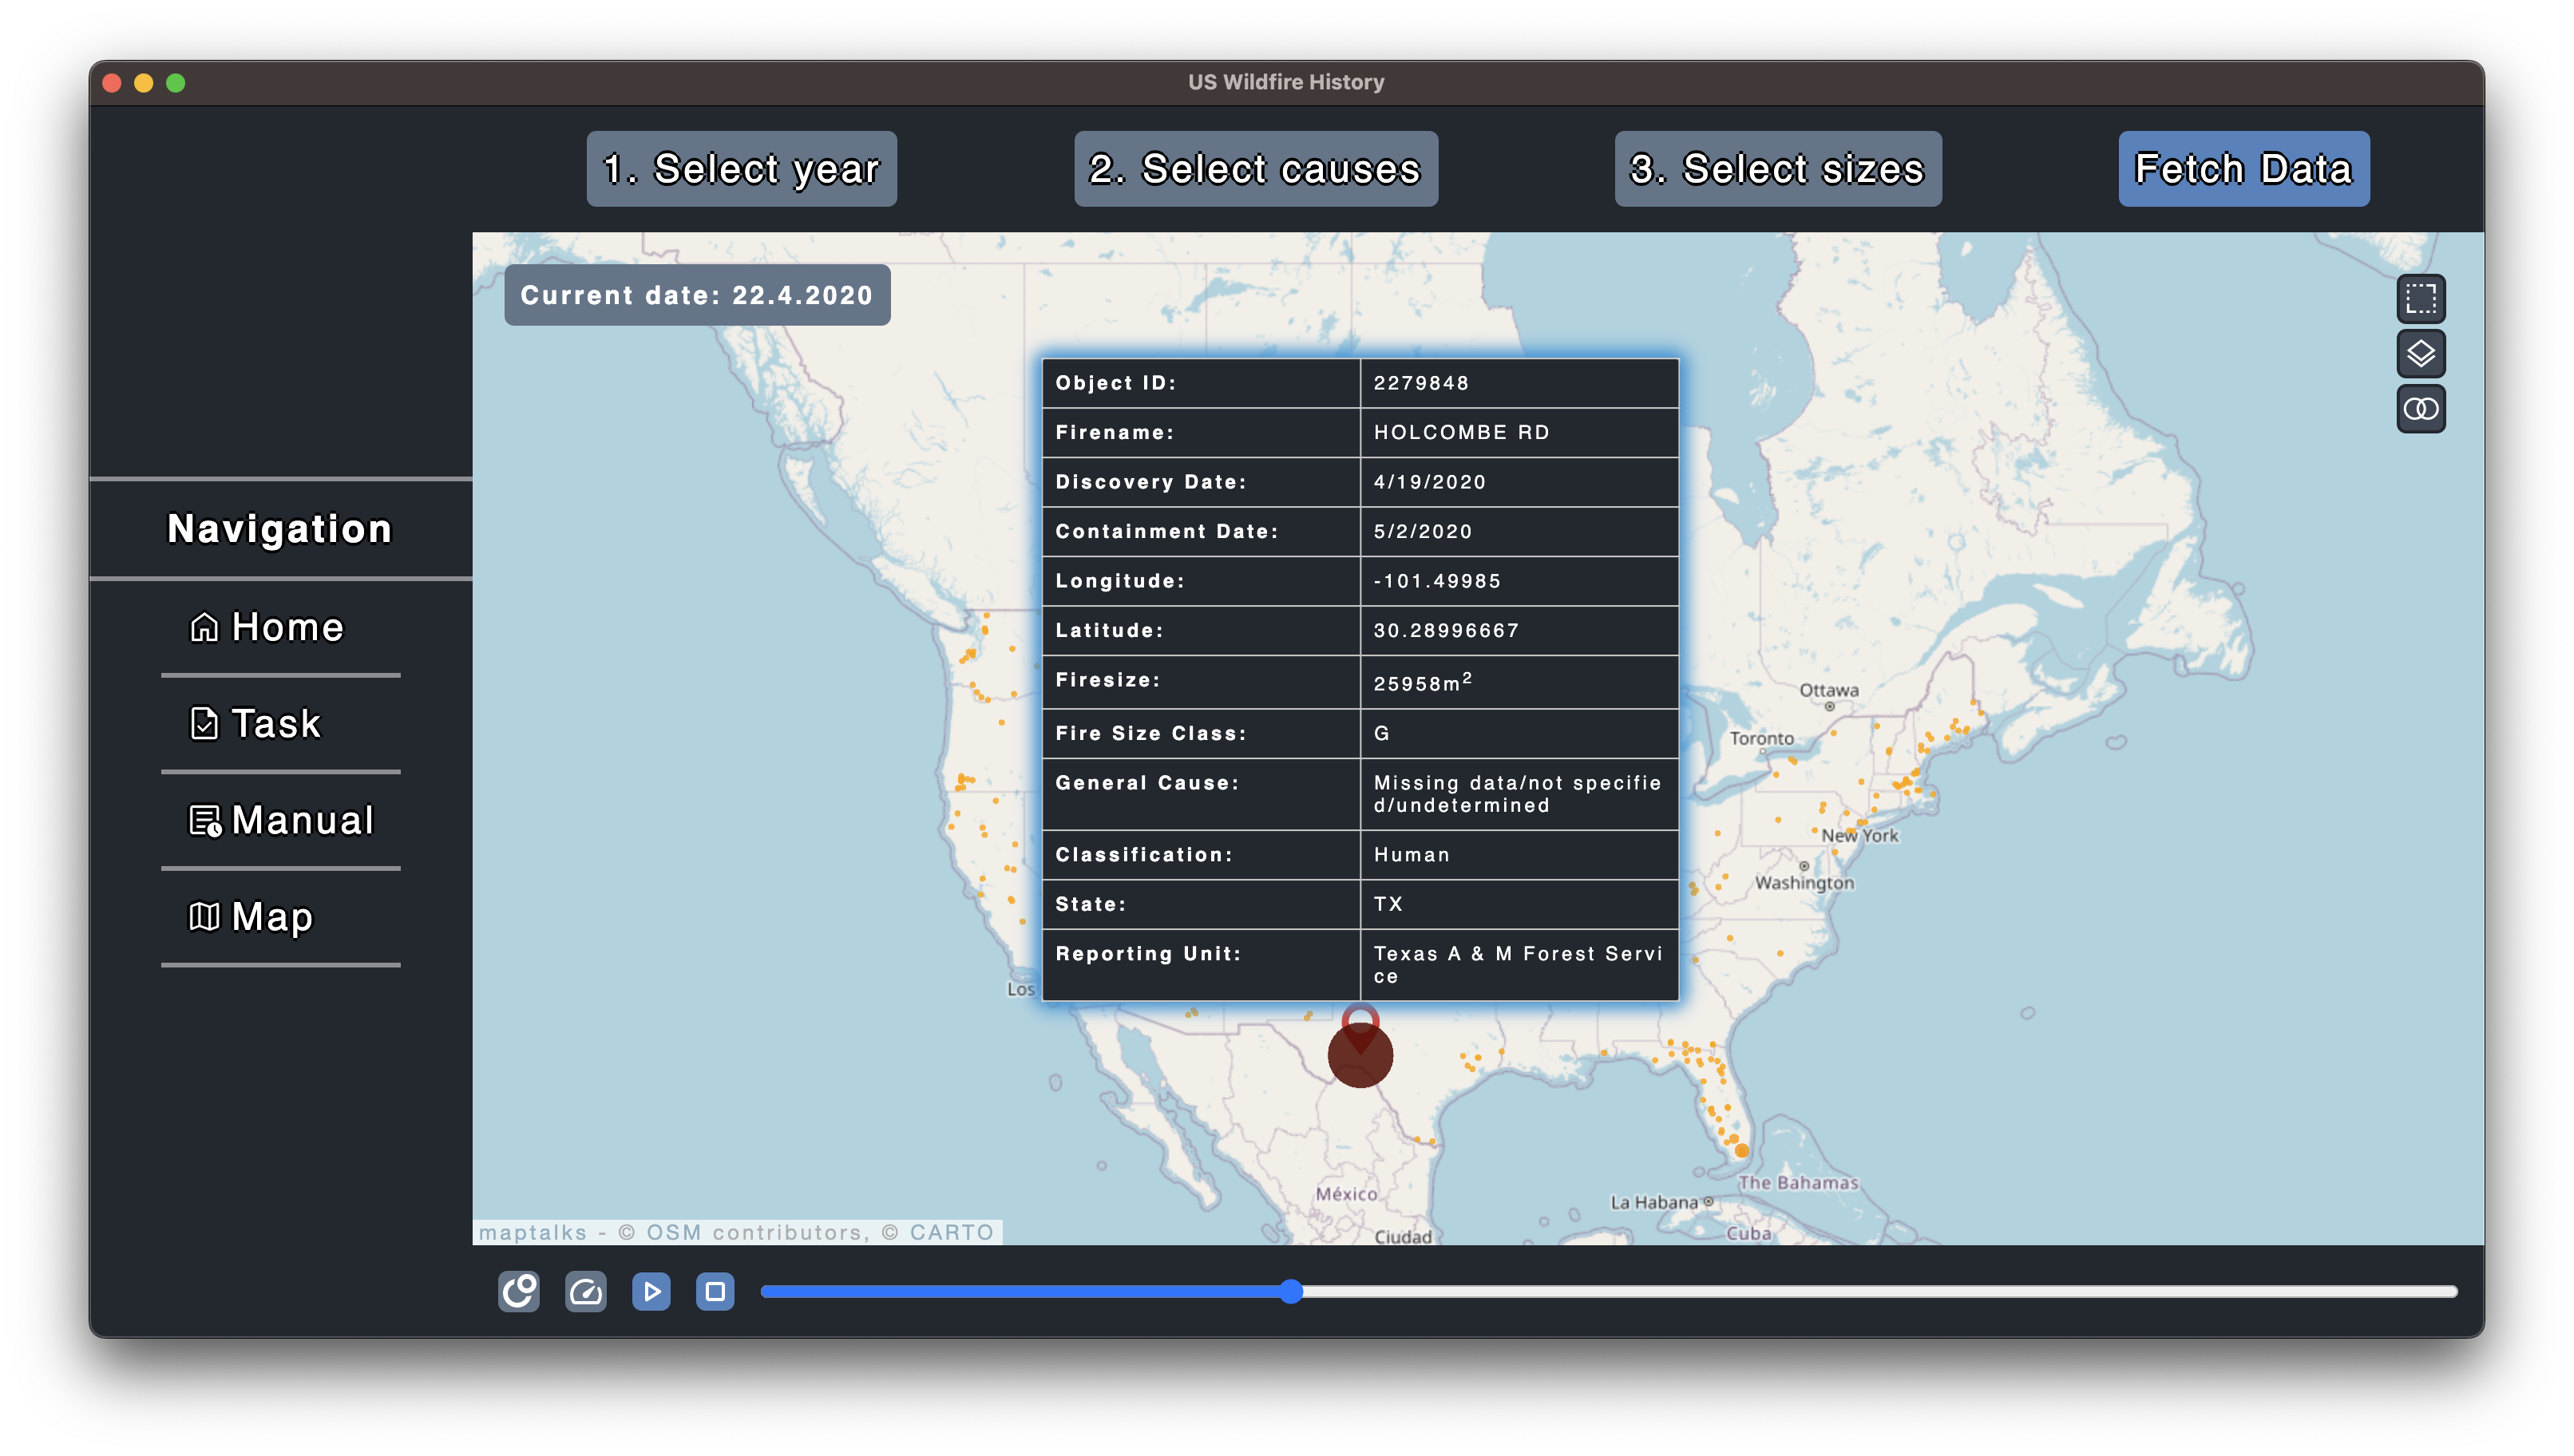 US Wildfire History
1. Select year
2. Select causes
3. Select sizes
Fetch Data
Current date: 22.4.2020
Navigation
Home
Task
Manual
Map
Object ID: 2279848
Firename: HOLCOMBE RD
Discovery Date: 4/19/2020
Containment Date: 5/2/2020
Longitude: -101.49985
Latitude: 30.28996667
Firesize: 25958m²
Fire Size Class: G
General Cause: Missing data/not specifie
d/undetermined
Classification: Human
State: TX
Reporting Unit: Texas A & M Forest Servi
ce
Ottawa
Toronto
New York
Washington
Los
México
Ciudad
La Habana
The Bahamas
Cuba
maptalks - © OSM contributors, © CARTO